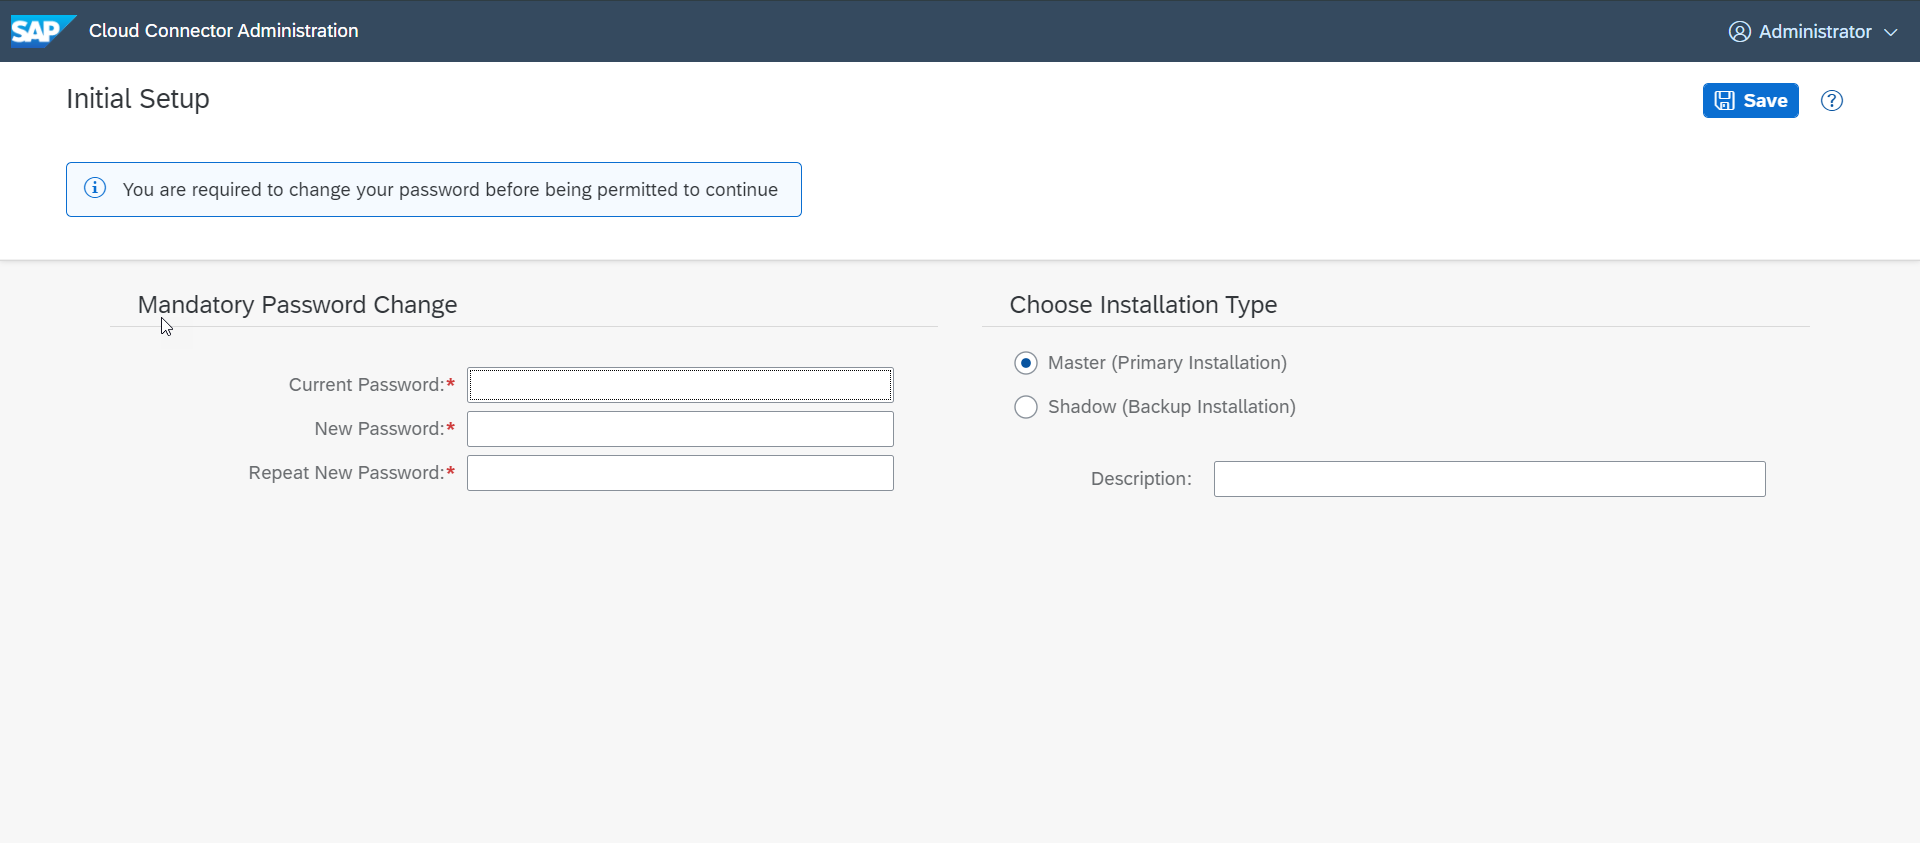 SAP Cloud Connector Administration
Administrator
Initial Setup
Save
?
You are required to change your password before being permitted to continue
Mandatory Password Change
Current Password:*
New Password:*
Repeat New Password:*
Choose Installation Type
Master (Primary Installation)
Shadow (Backup Installation)
Description: